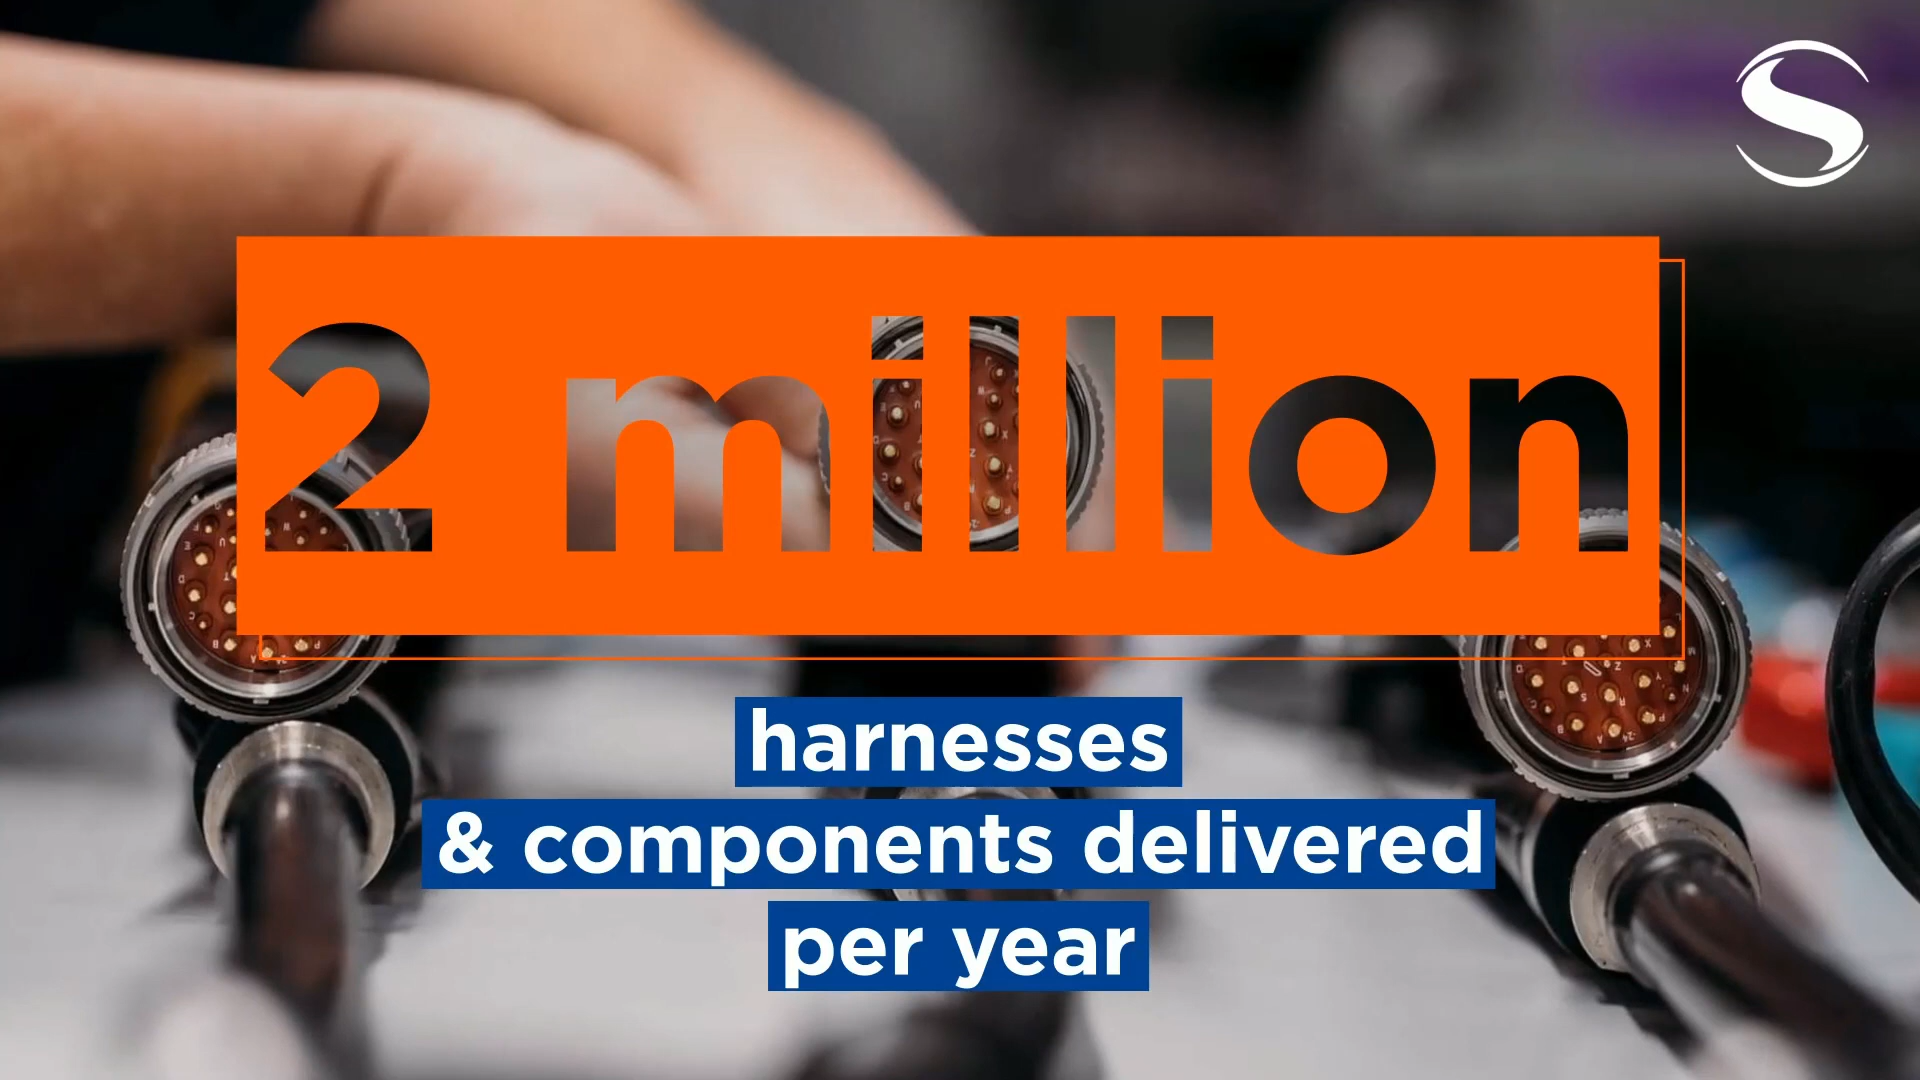 2 million
harnesses
& components delivered
per year